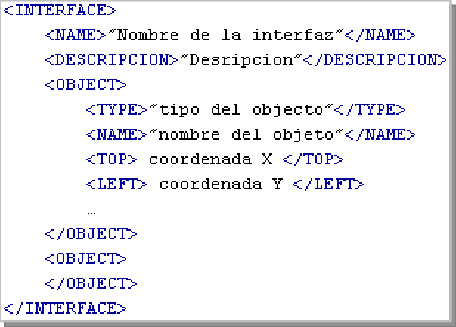 <INTERFACE>
<NAME>"Nombre de la interfaz"</NAME>
<DESCRIPCION>"Desripcion"</DESCRIPCION>
<OBJECT>
<TYPE>"tipo del objecto"</TYPE>
<NAME>"nombre del objeto"</NAME>
<TOP> coordenada X </TOP>
<LEFT> coordenada Y </LEFT>
…
</OBJECT>
<OBJECT>
</OBJECT>
</INTERFACE>